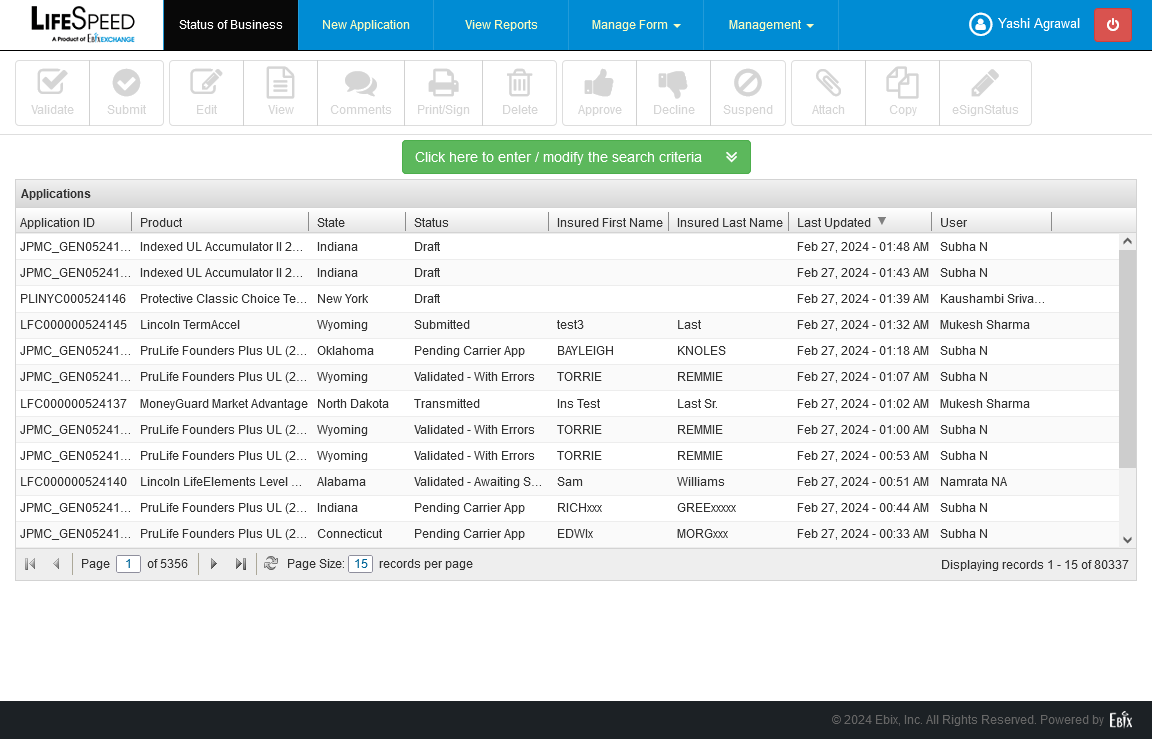 LIFESPEED
A Product of EbixEXCHANGE
Status of Business New Application View Reports Manage Form Management Yashi Agrawal
Validate Submit Edit View Comments Print/Sign Delete Approve Decline Suspend Attach Copy eSignStatus
Click here to enter / modify the search criteria
Applications
Application ID Product State Status Insured First Name Insured Last Name Last Updated User
JPMC_GEN05241... Indexed UL Accumulator II 2... Indiana Draft Feb 27, 2024 - 01:48 AM Subha N
JPMC_GEN05241... Indexed UL Accumulator II 2... Indiana Draft Feb 27, 2024 - 01:43 AM Subha N
PLINYC000524146 Protective Classic Choice Te... New York Draft Feb 27, 2024 - 01:39 AM Kaushambi Sriva...
LFC000000524145 Lincoln TermAccel Wyoming Submitted test3 Last Feb 27, 2024 - 01:32 AM Mukesh Sharma
JPMC_GEN05241... PruLife Founders Plus UL (2... Oklahoma Pending Carrier App BAYLEIGH KNOLES Feb 27, 2024 - 01:18 AM Subha N
JPMC_GEN05241... PruLife Founders Plus UL (2... Wyoming Validated - With Errors TORRIE REMMIE Feb 27, 2024 - 01:07 AM Subha N
LFC000000524137 MoneyGuard Market Advantage North Dakota Transmitted Ins Test Last Sr. Feb 27, 2024 - 01:02 AM Mukesh Sharma
JPMC_GEN05241... PruLife Founders Plus UL (2... Wyoming Validated - With Errors TORRIE REMMIE Feb 27, 2024 - 01:00 AM Subha N
JPMC_GEN05241... PruLife Founders Plus UL (2... Wyoming Validated - With Errors TORRIE REMMIE Feb 27, 2024 - 00:53 AM Subha N
LFC000000524140 Lincoln LifeElements Level ... Alabama Validated - Awaiting S... Sam Williams Feb 27, 2024 - 00:51 AM Namrata NA
JPMC_GEN05241... PruLife Founders Plus UL (2... Indiana Pending Carrier App RICHxxx GREExxxxx Feb 27, 2024 - 00:44 AM Subha N
JPMC_GEN05241... PruLife Founders Plus UL (2... Connecticut Pending Carrier App EDWIx MORGxxx Feb 27, 2024 - 00:33 AM Subha N
Page 1 of 5356 Page Size: 15 records per page Displaying records 1 - 15 of 80337
© 2024 Ebix, Inc. All Rights Reserved. Powered by Ebix